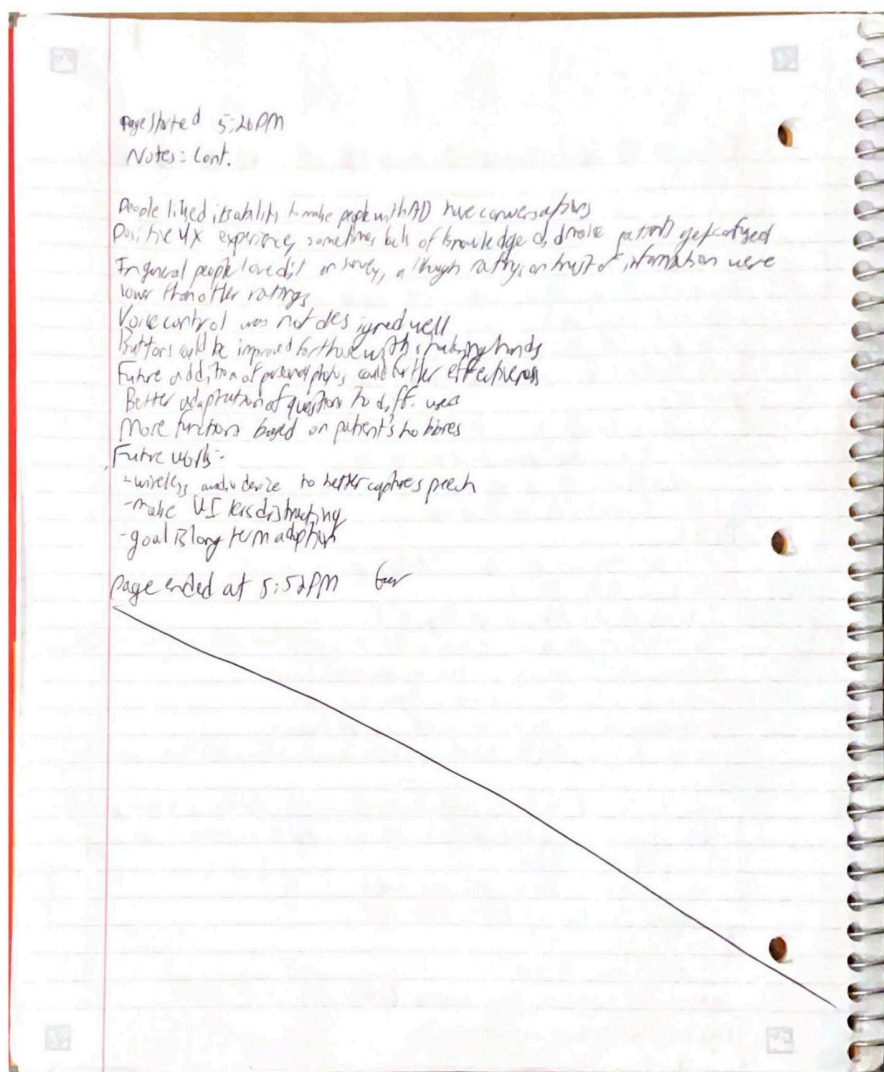 Page started 5:20PM
Notes: Cont.
People liked its ability to make people with AD have conversations
Positive UX experience, sometimes lack of knowledge did make patients get confused
In general people loved it on survey, although ratings on trust of information were
lower than other ratings
Voice control was not designed well
Buttons could be improved for those with shaking hands
Future addition of personal photos could further effectiveness
Better adaptation of questions to diff. users
More functions based on patient's hobbies
Future work:-
-wireless audio device to better capture speech
-make UI less distracting
-goal is long term adoption
Page ended at 5:52PM